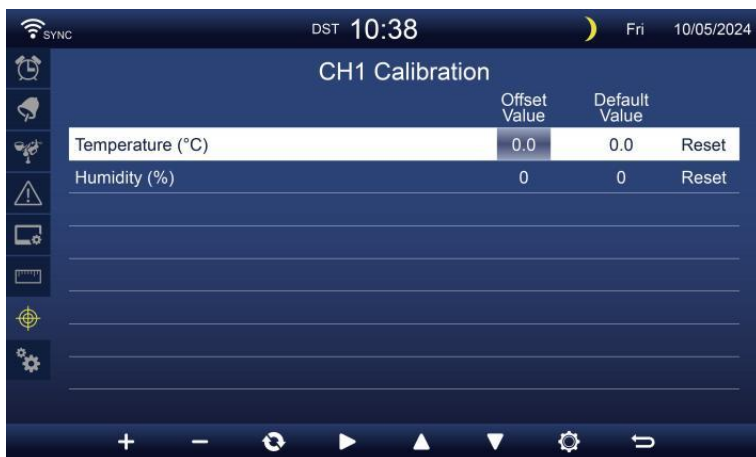 SYNC DST 10:38 Fri 10/05/2024
CH1 Calibration
Offset Value Default Value
Temperature (°C) 0.0 0.0 Reset
Humidity (%) 0 0 Reset